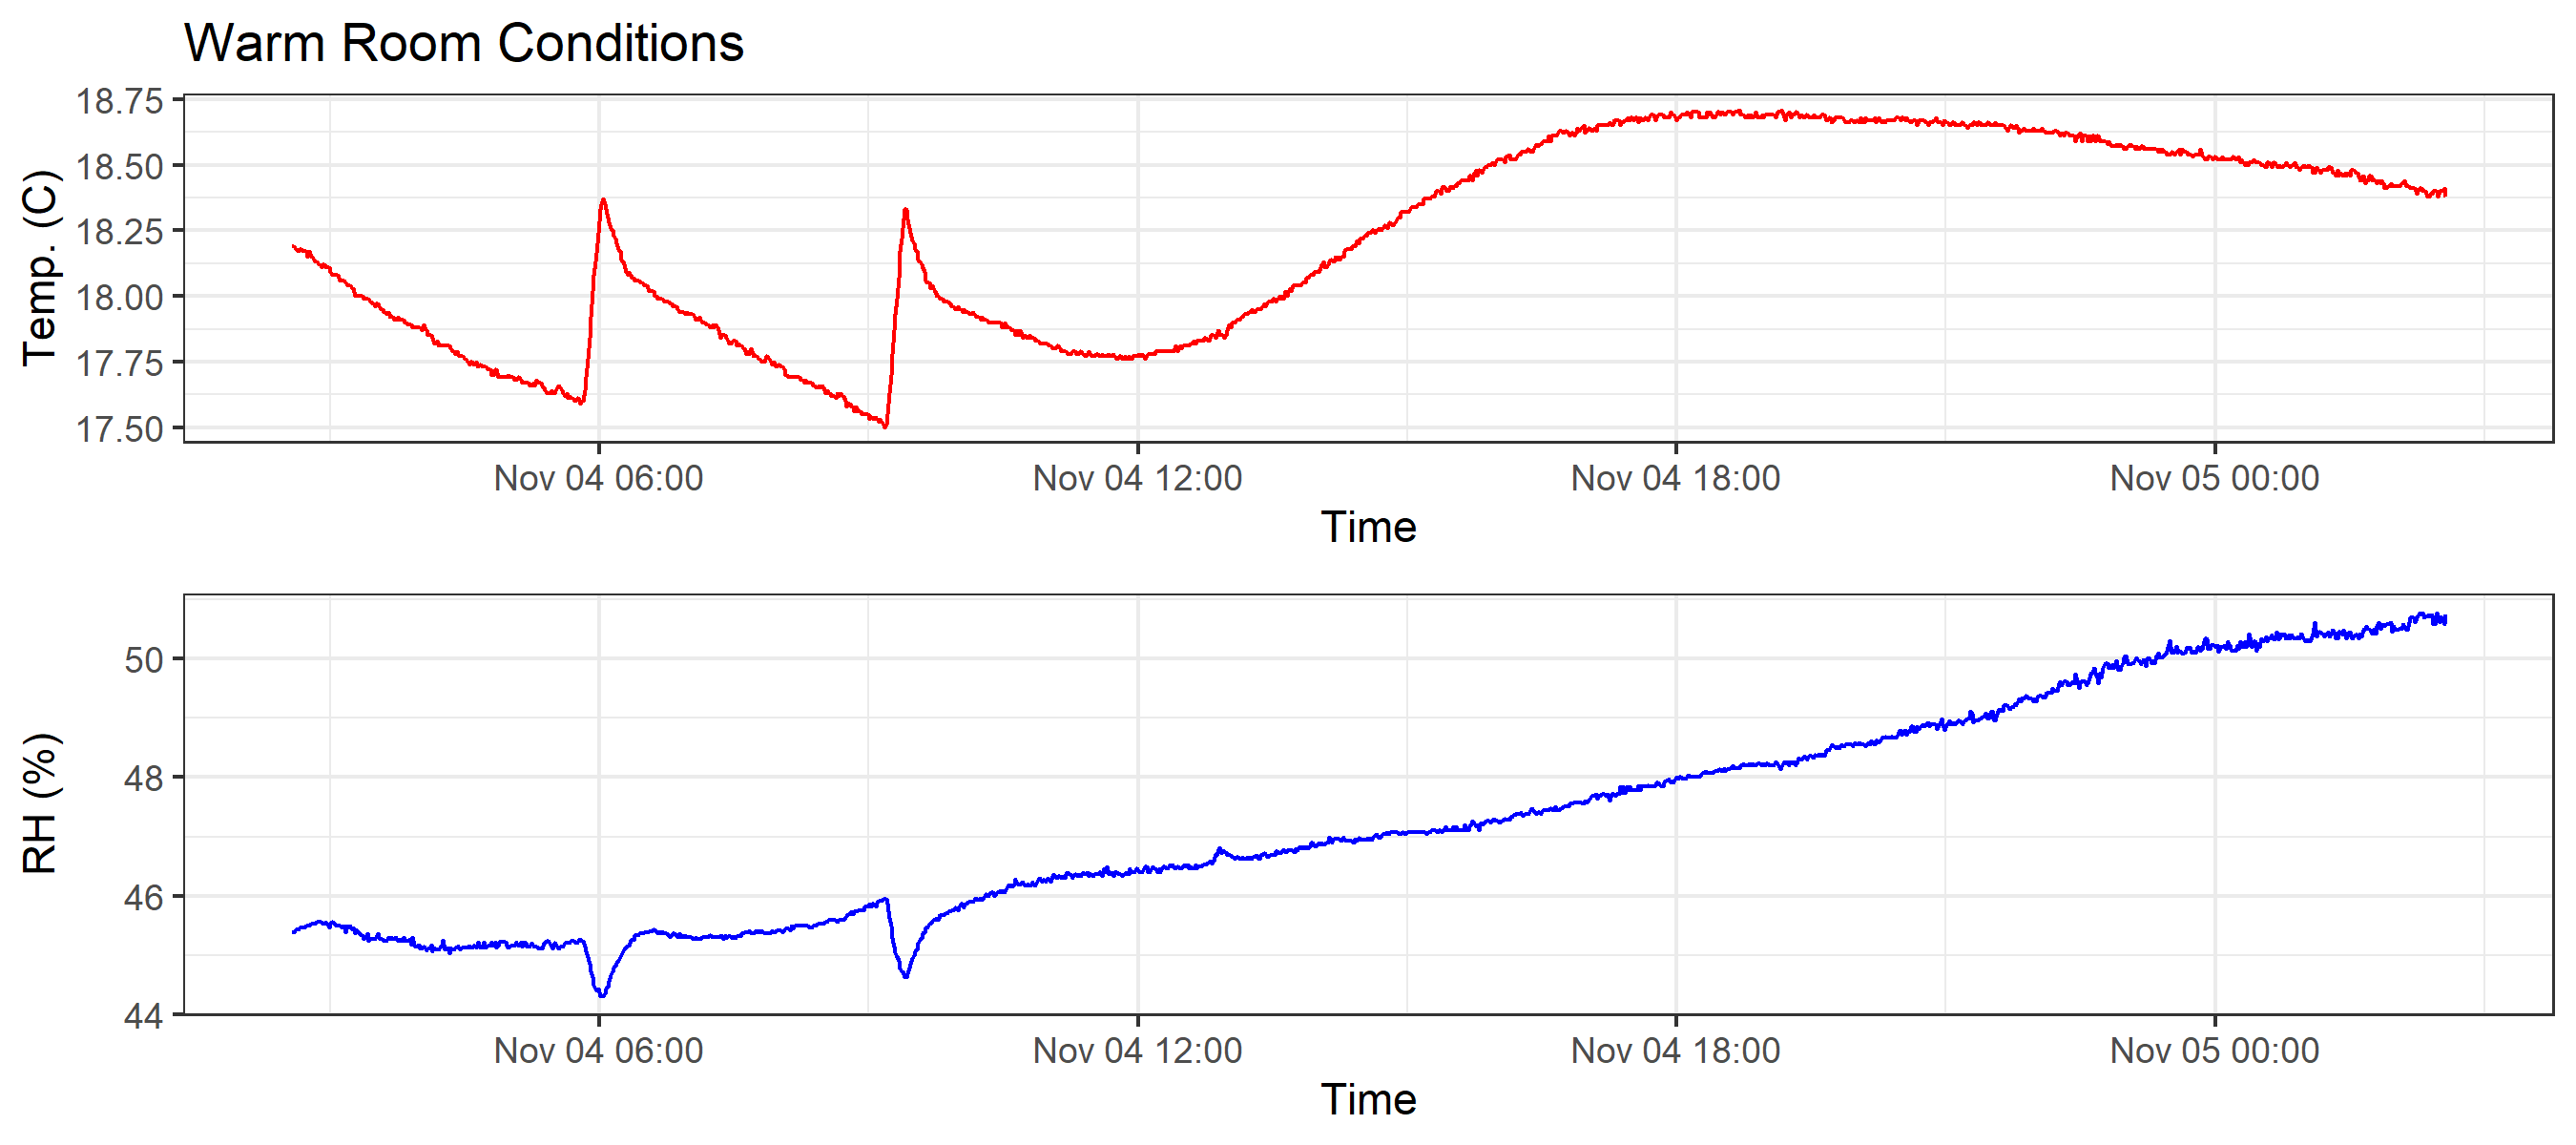 Warm Room Conditions
18.75
18.50
18.25
18.00
17.75
17.50
Temp. (C)
Nov 04 06:00 Nov 04 12:00 Nov 04 18:00 Nov 05 00:00
Time
50
48
46
44
RH (%)
Nov 04 06:00 Nov 04 12:00 Nov 04 18:00 Nov 05 00:00
Time